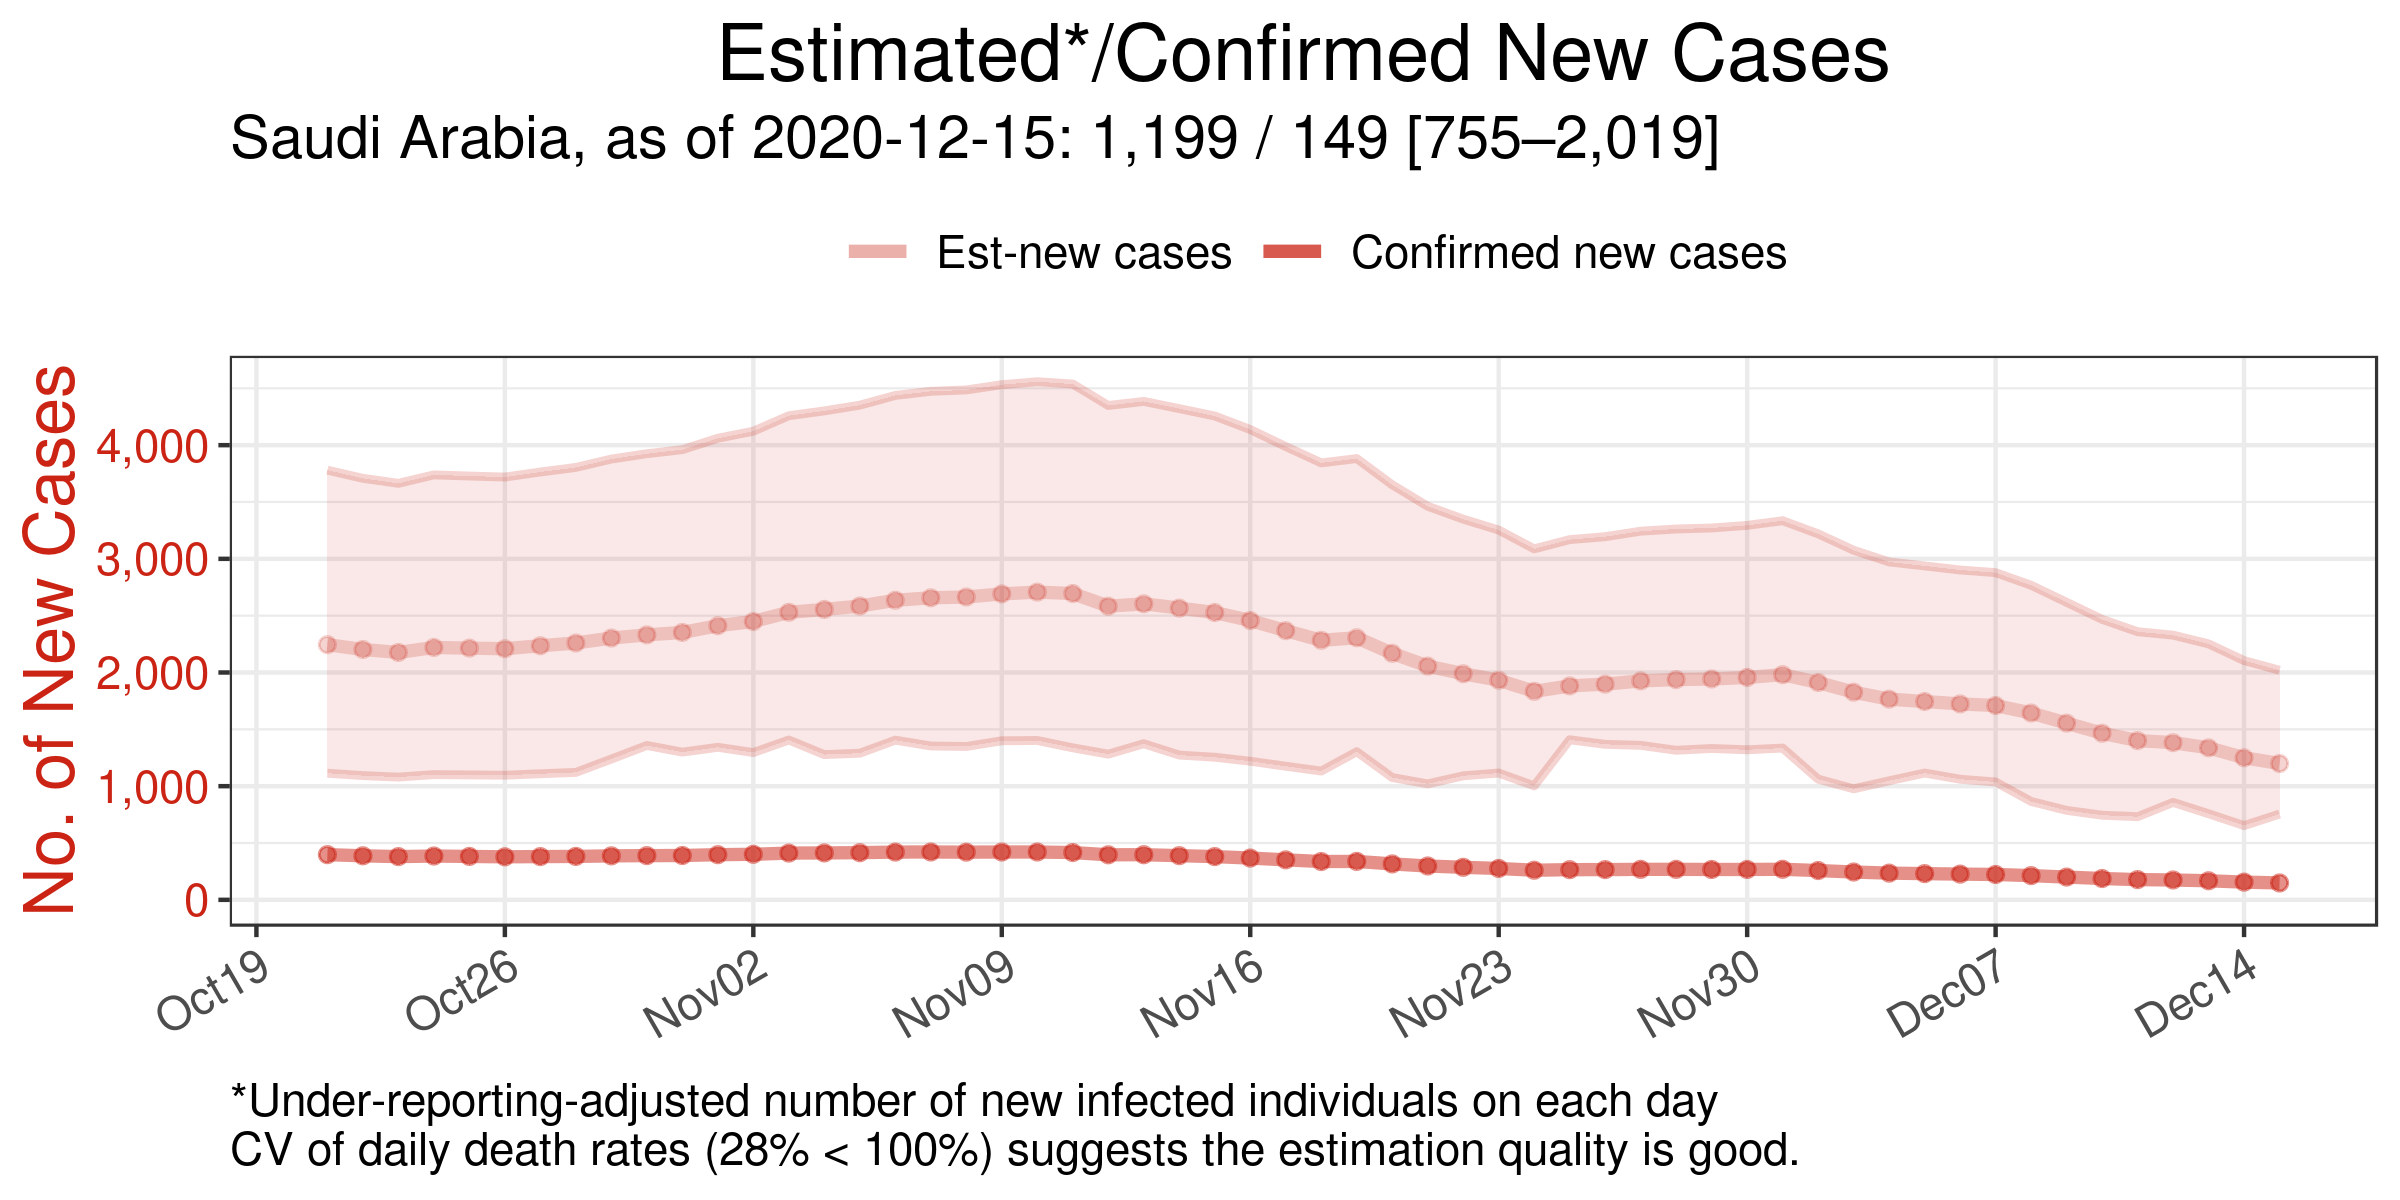 Estimated*/Confirmed New Cases
Saudi Arabia, as of 2020-12-15: 1,199 / 149 [755–2,019]
Est-new cases
Confirmed new cases
No. of New Cases
4,000
3,000
2,000
1,000
0
Oct19
Oct26
Nov02
Nov09
Nov16
Nov23
Nov30
Dec07
Dec14
*Under-reporting-adjusted number of new infected individuals on each day
CV of daily death rates (28% < 100%) suggests the estimation quality is good.